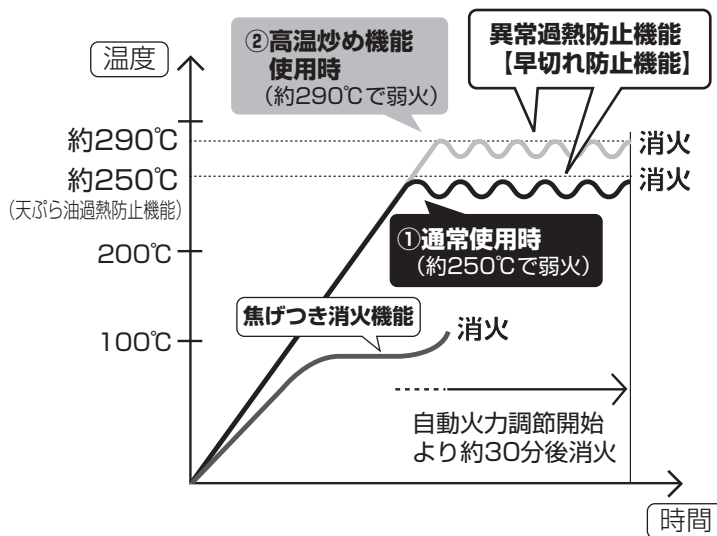 温度
②高温炒め機能
使用時
（約290℃で弱火）
異常過熱防止機能
【早切れ防止機能】
約290℃
消火
約250℃
消火
（天ぷら油過熱防止機能）
①通常使用時
（約250℃で弱火）
200℃
焦げつき消火機能
消火
100℃
自動火力調節開始
より約30分後消火
時間